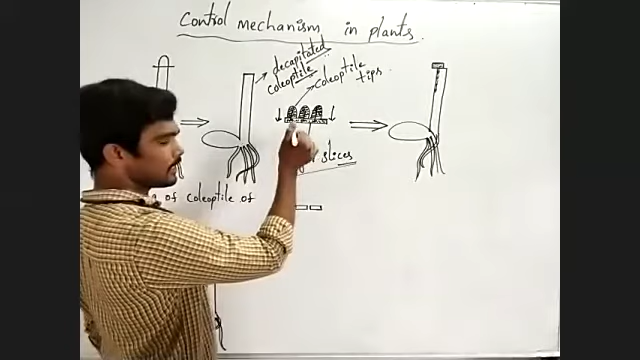 Control mechanism in plants.
decapitated
coleoptile
coleoptile
tips
slices
of coleoptile of